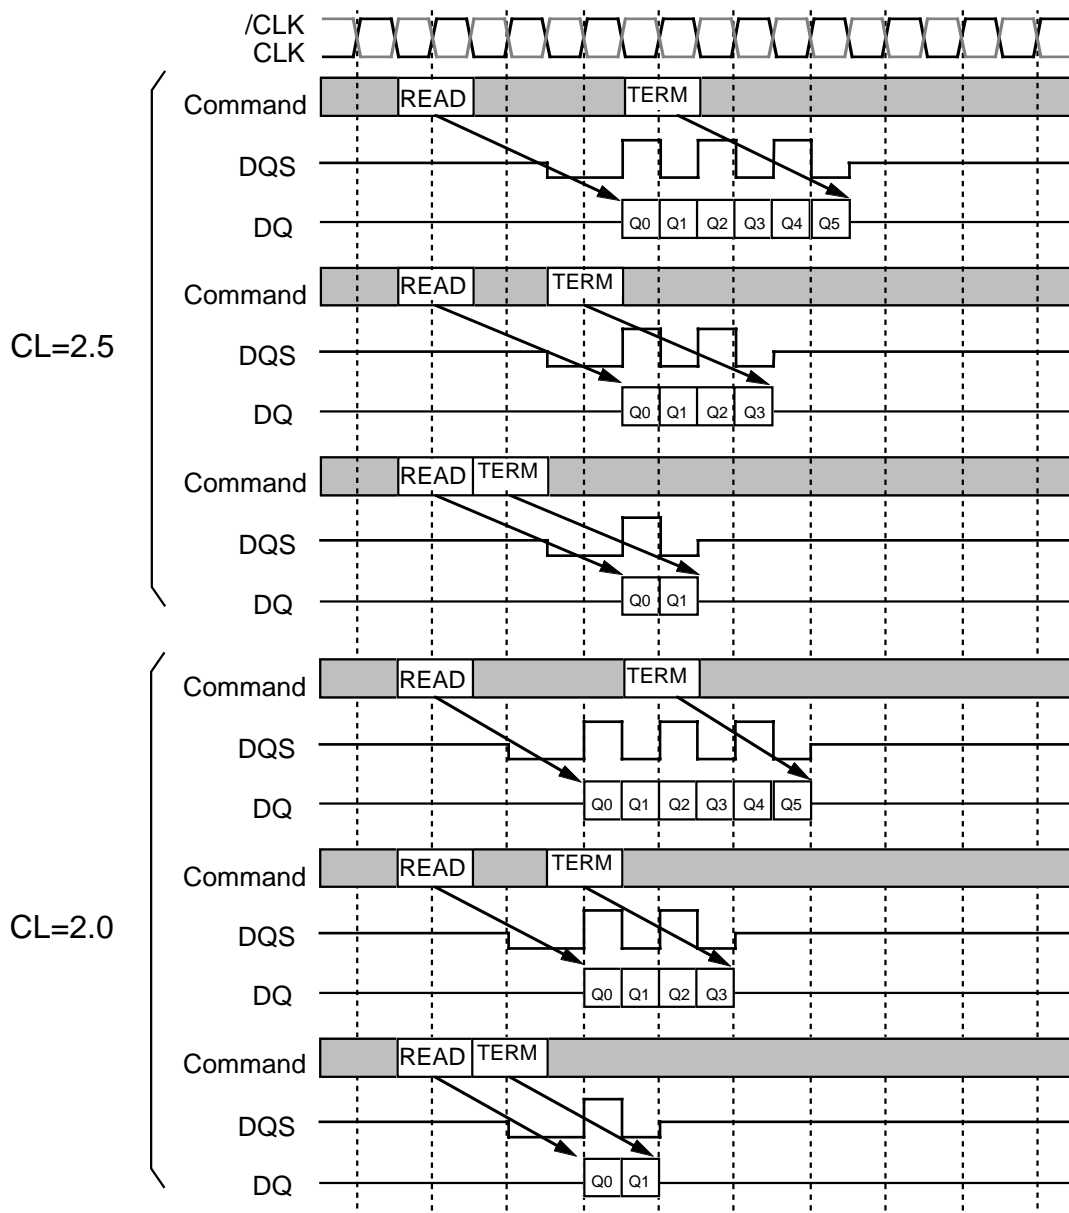 /CLK
CLK
Command READ TERM
DQS
DQ Q0 Q1 Q2 Q3 Q4 Q5
Command READ TERM
CL=2.5
DQS
DQ Q0 Q1 Q2 Q3
Command READ TERM
DQS
DQ Q0 Q1
Command READ TERM
DQS
DQ Q0 Q1 Q2 Q3 Q4 Q5
Command READ TERM
CL=2.0
DQS
DQ Q0 Q1 Q2 Q3
Command READ TERM
DQS
DQ Q0 Q1